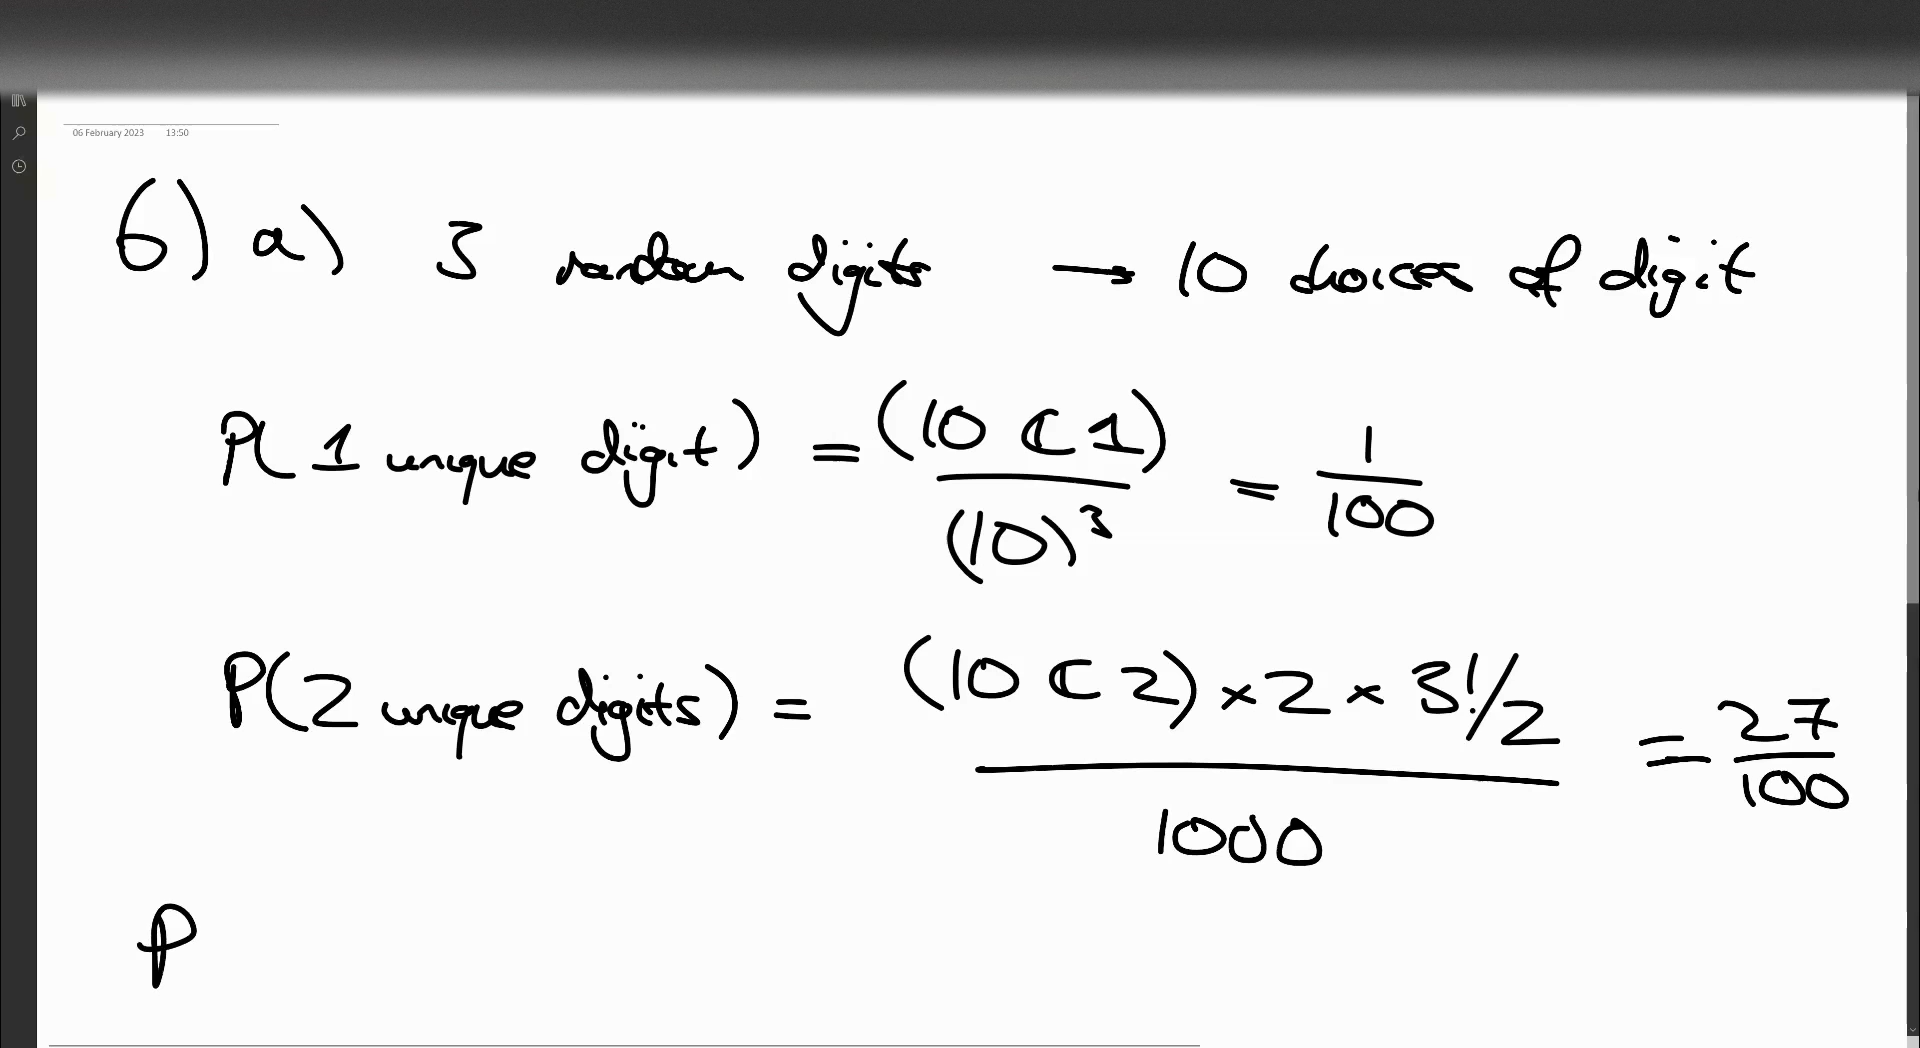 06 February 2023 13:50
6) a) 3 random digits → 10 choices of digit
P(1 unique digit) = (10 C 1) / (10)³ = 1/100
P(2 unique digits) = (10 C 2) × 2 × 3!/2 / 1000 = 27/100
P